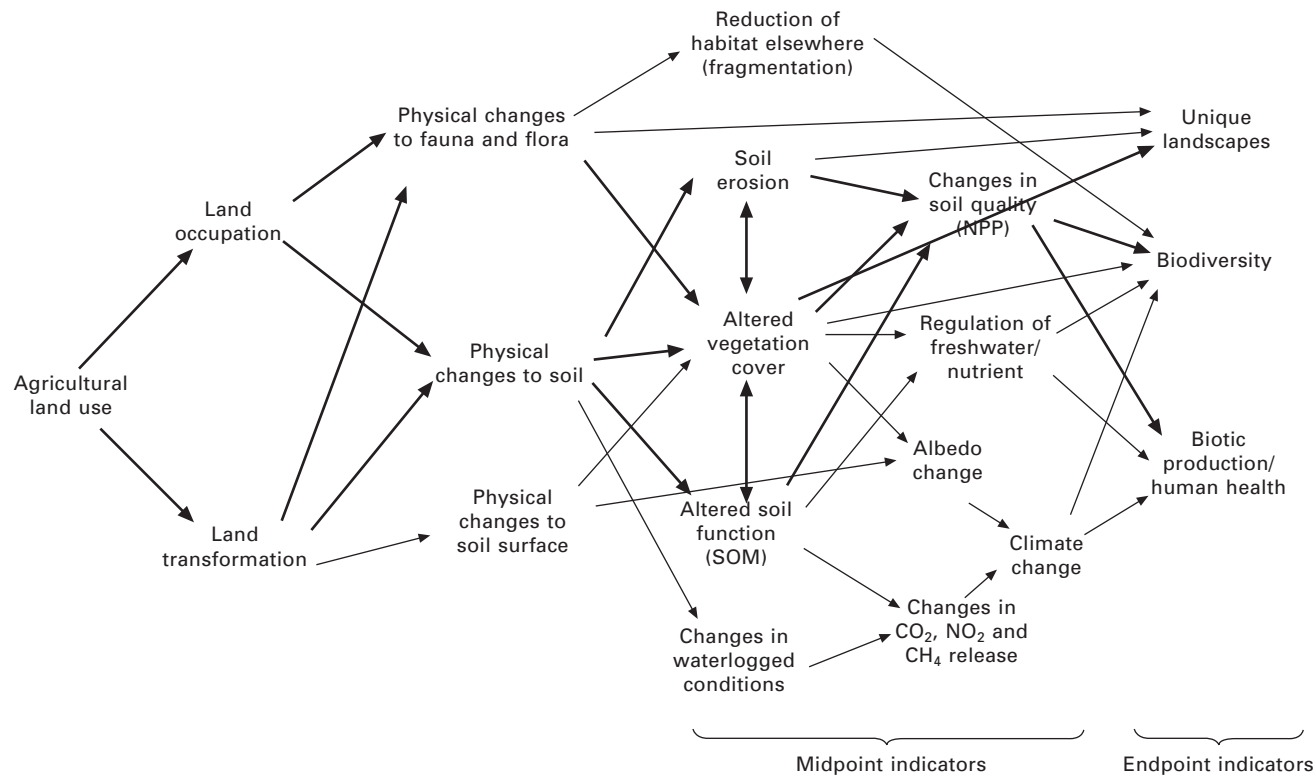 Reduction of
habitat elsewhere
(fragmentation)
Physical changes
to fauna and flora
Unique
landscapes
Soil
erosion
Changes in
soil quality
(NPP)
Land
occupation
Biodiversity
Altered
vegetation
cover
Regulation of
freshwater/
nutrient
Physical
changes to soil
Agricultural
land use
Albedo
change
Biotic
production/
human health
Physical
changes to
soil surface
Altered soil
function
(SOM)
Land
transformation
Climate
change
Changes in
CO₂, NO₂ and
CH₄ release
Changes in
waterlogged
conditions
Midpoint indicators
Endpoint indicators